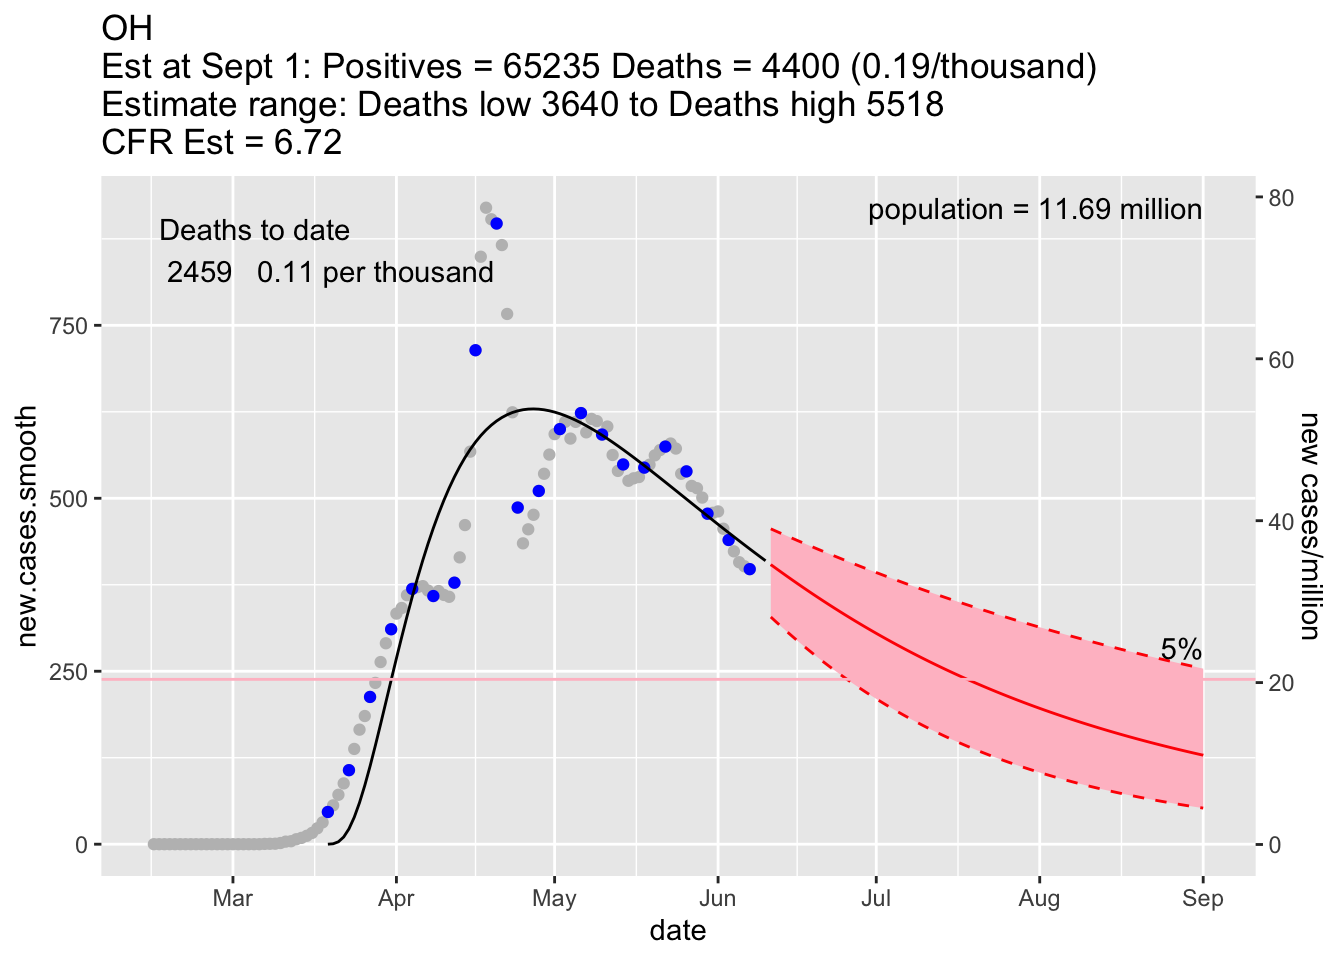 OH
Est at Sept 1: Positives = 65235 Deaths = 4400 (0.19/thousand)
Estimate range: Deaths low 3640 to Deaths high 5518
CFR Est = 6.72
Deaths to date
2459 0.11 per thousand
population = 11.69 million
5%
new.cases.smooth
750
500
250
0
80
60
40
20
0
new cases/million
Mar Apr May Jun Jul Aug Sep
date